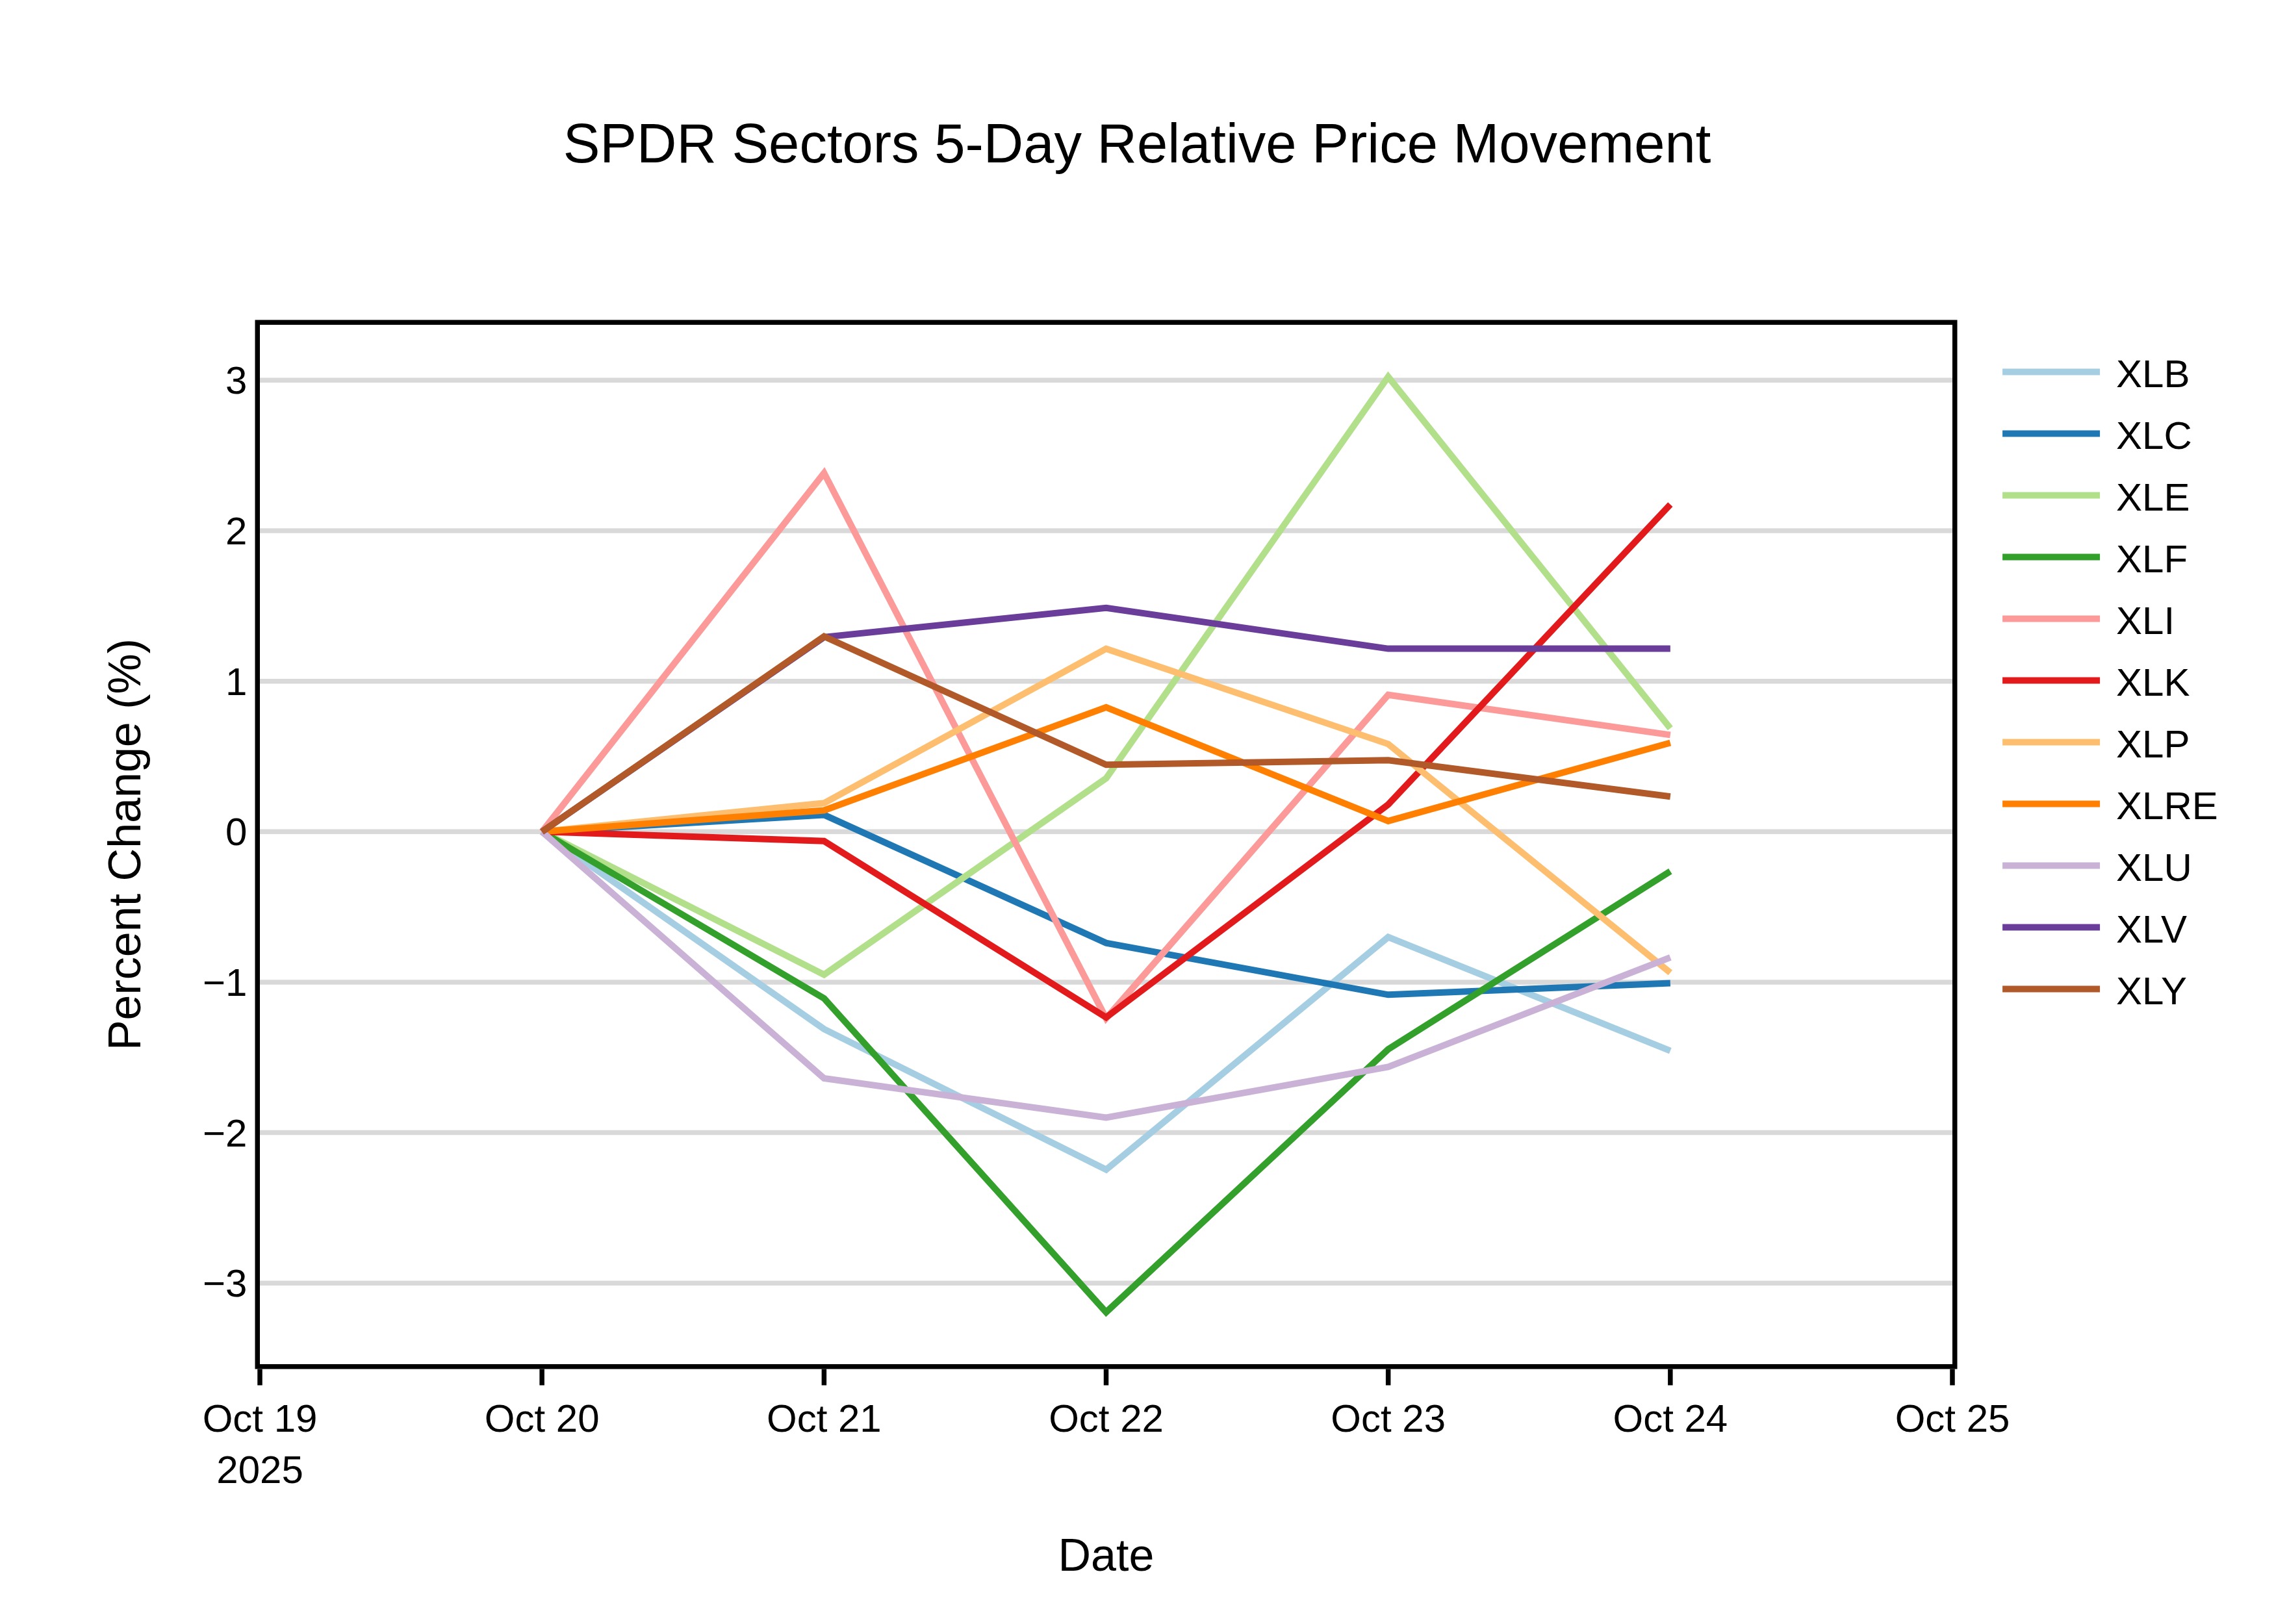 SPDR Sectors 5-Day Relative Price Movement
Percent Change (%)
3
2
1
0
−1
−2
−3
Oct 19
2025
Oct 20
Oct 21
Oct 22
Oct 23
Oct 24
Oct 25
Date
XLB
XLC
XLE
XLF
XLI
XLK
XLP
XLRE
XLU
XLV
XLY